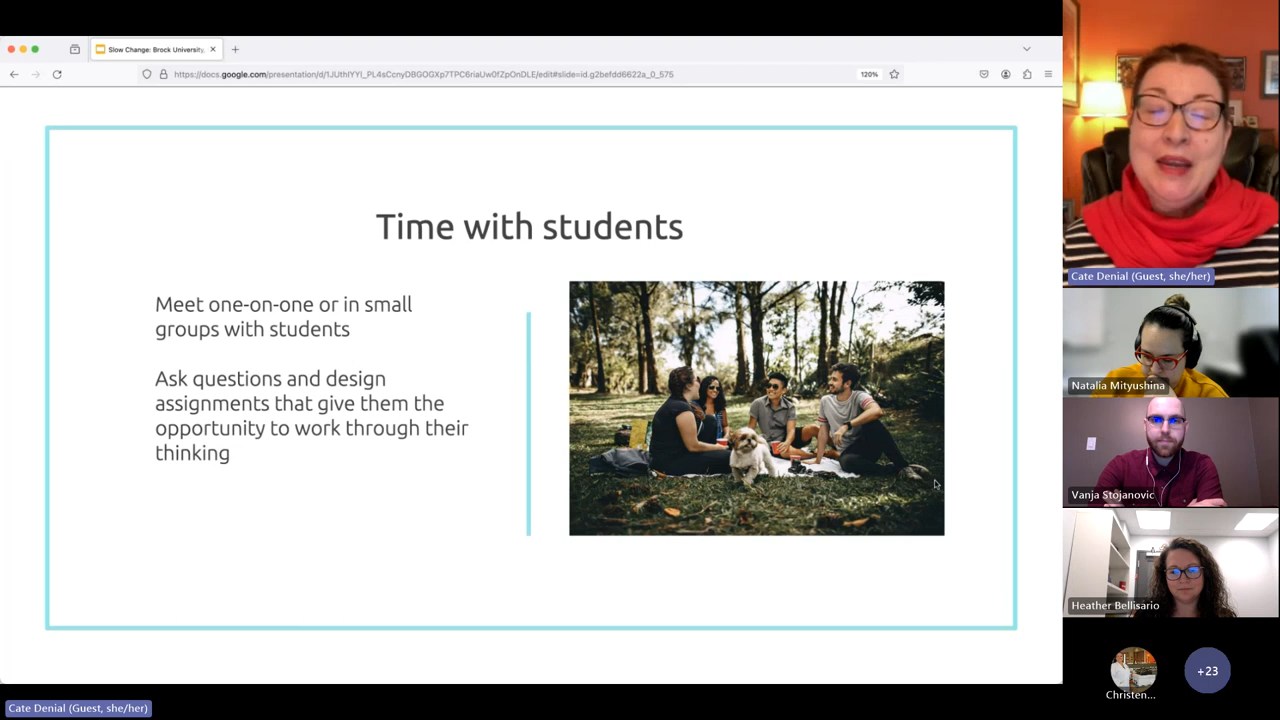 Slow Change: Brock University,
https://docs.google.com/presentation/d/1JUthIYYI_PL4sCcnyDBGOGXp7TPC6riaUw0fZpOnDLE/edit#slide=id.g2befdd6622a_0_575
120%
Time with students
Meet one-on-one or in small
groups with students
Ask questions and design
assignments that give them the
opportunity to work through their
thinking
Cate Denial (Guest, she/her)
Natalia Mityushina
Vanja Stojanovic
Heather Bellisario
Christen...
+23
Cate Denial (Guest, she/her)